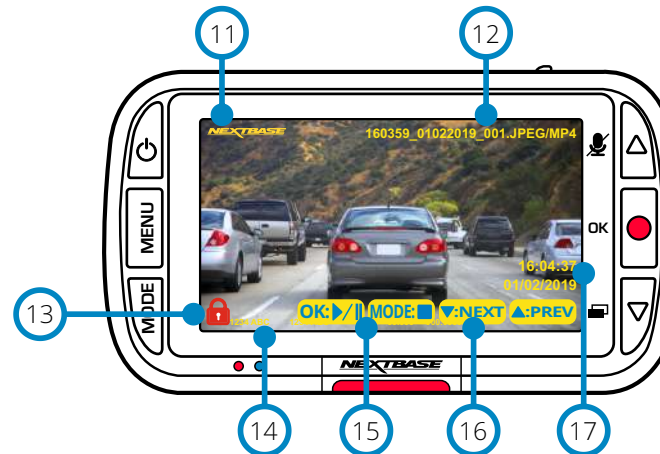 11
12
NEXTBASE
160359_01022019_001.JPEG/MP4
MENU
OK
16:04:37
01/02/2019
13
MODE
OK:▶/II
MODE:■
▼:NEXT
▲:PREV
NEXTBASE
14
15
16
17